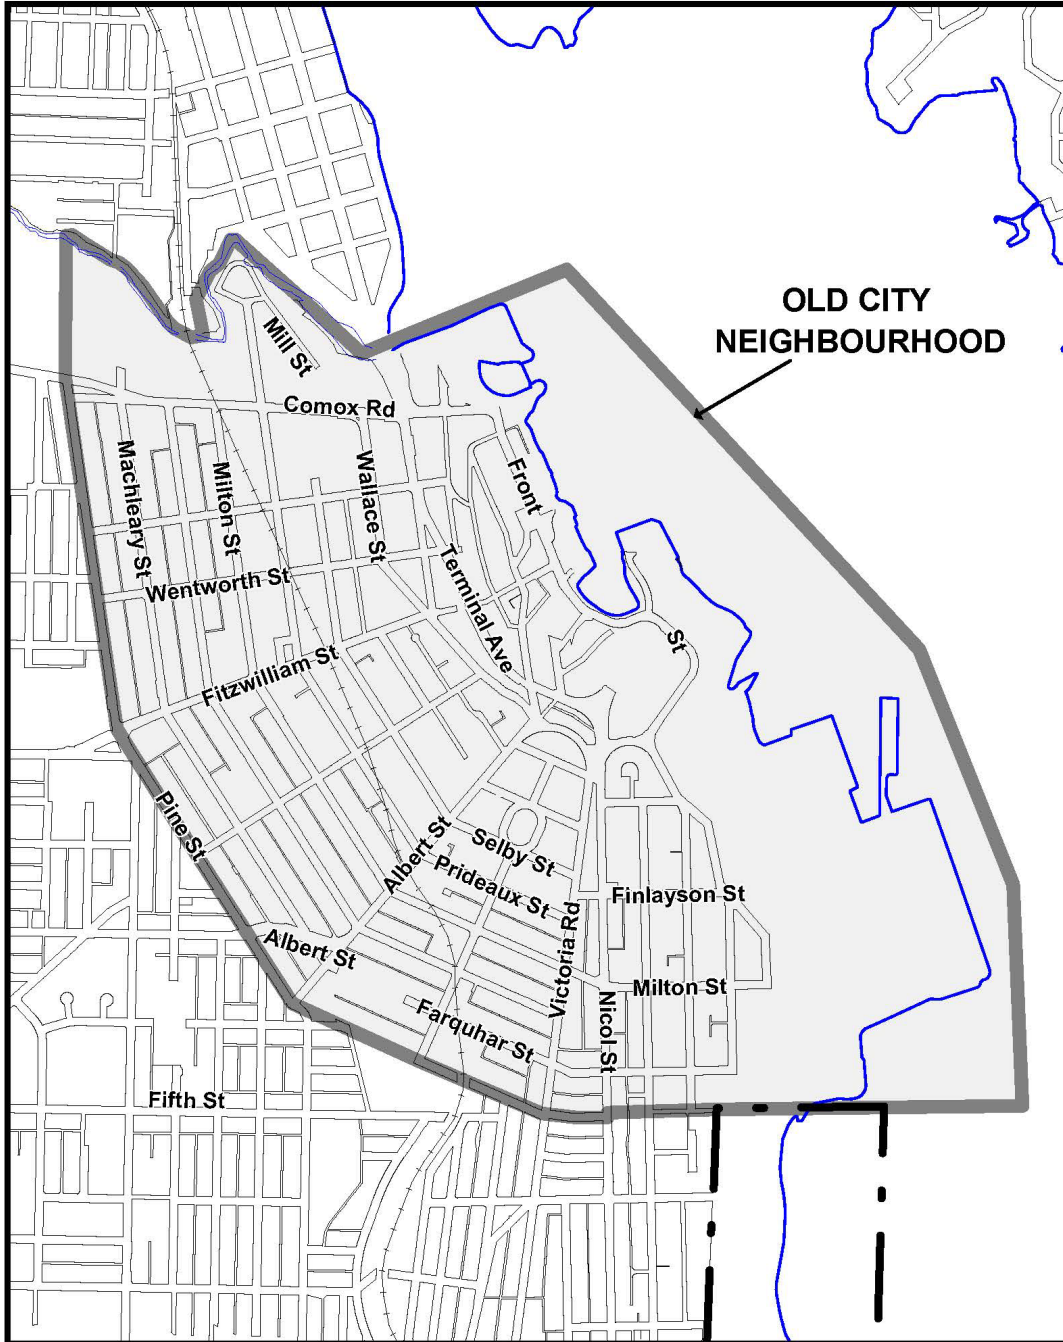 OLD CITY
NEIGHBOURHOOD
Mill St
Comox Rd
Machleary St
Milton St
Wallace St
Front
Wentworth St
Terminal Ave
St
Fitzwilliam St
Pine St
Albert St
Selby St
Prideaux St
Finlayson St
Victoria Rd
Albert St
Milton St
Nicol St
Farquhar St
Fifth St